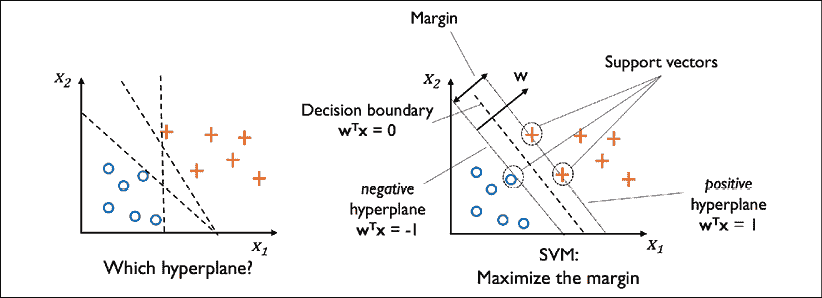 X₂
X₁
Which hyperplane?
Margin
X₂
w
Support vectors
Decision boundary
wᵀx = 0
negative
hyperplane
wᵀx = -1
positive
hyperplane
wᵀx = 1
X₁
SVM:
Maximize the margin